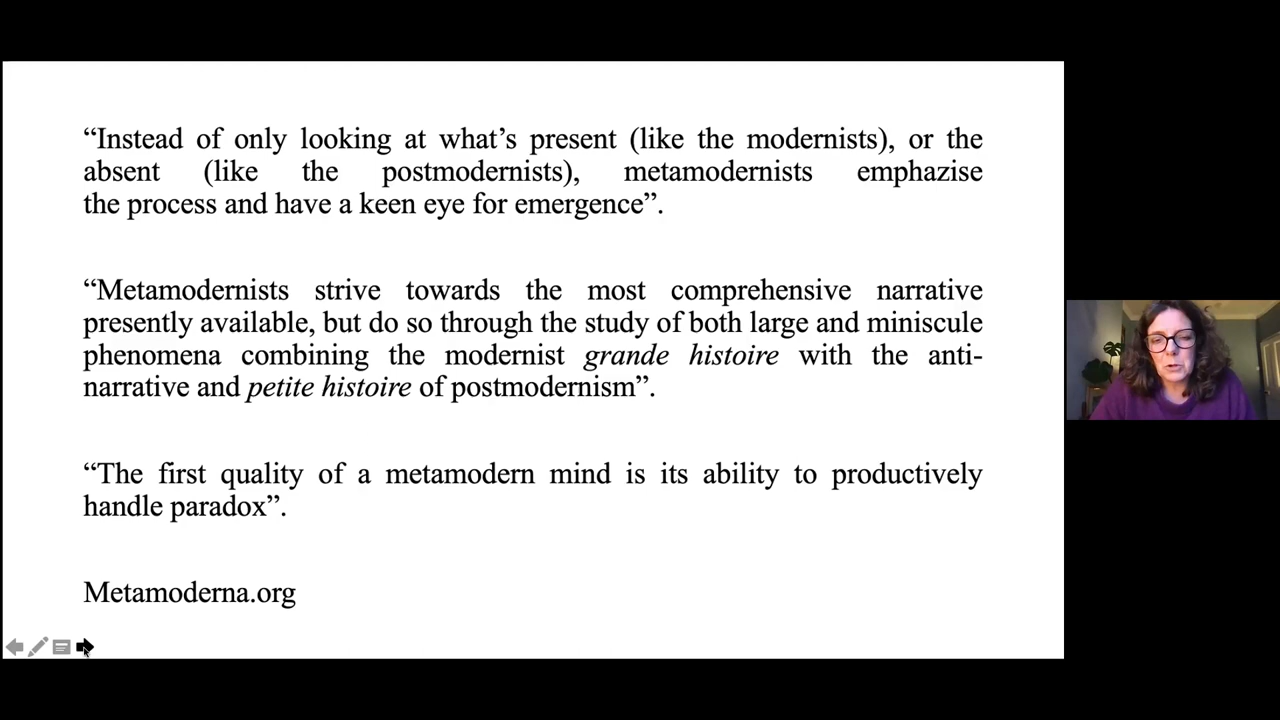 “Instead of only looking at what’s present (like the modernists), or the
absent (like the postmodernists), metamodernists emphazise
the process and have a keen eye for emergence”.
“Metamodernists strive towards the most comprehensive narrative
presently available, but do so through the study of both large and miniscule
phenomena combining the modernist grande histoire with the anti-
narrative and petite histoire of postmodernism”.
“The first quality of a metamodern mind is its ability to productively
handle paradox”.
Metamoderna.org